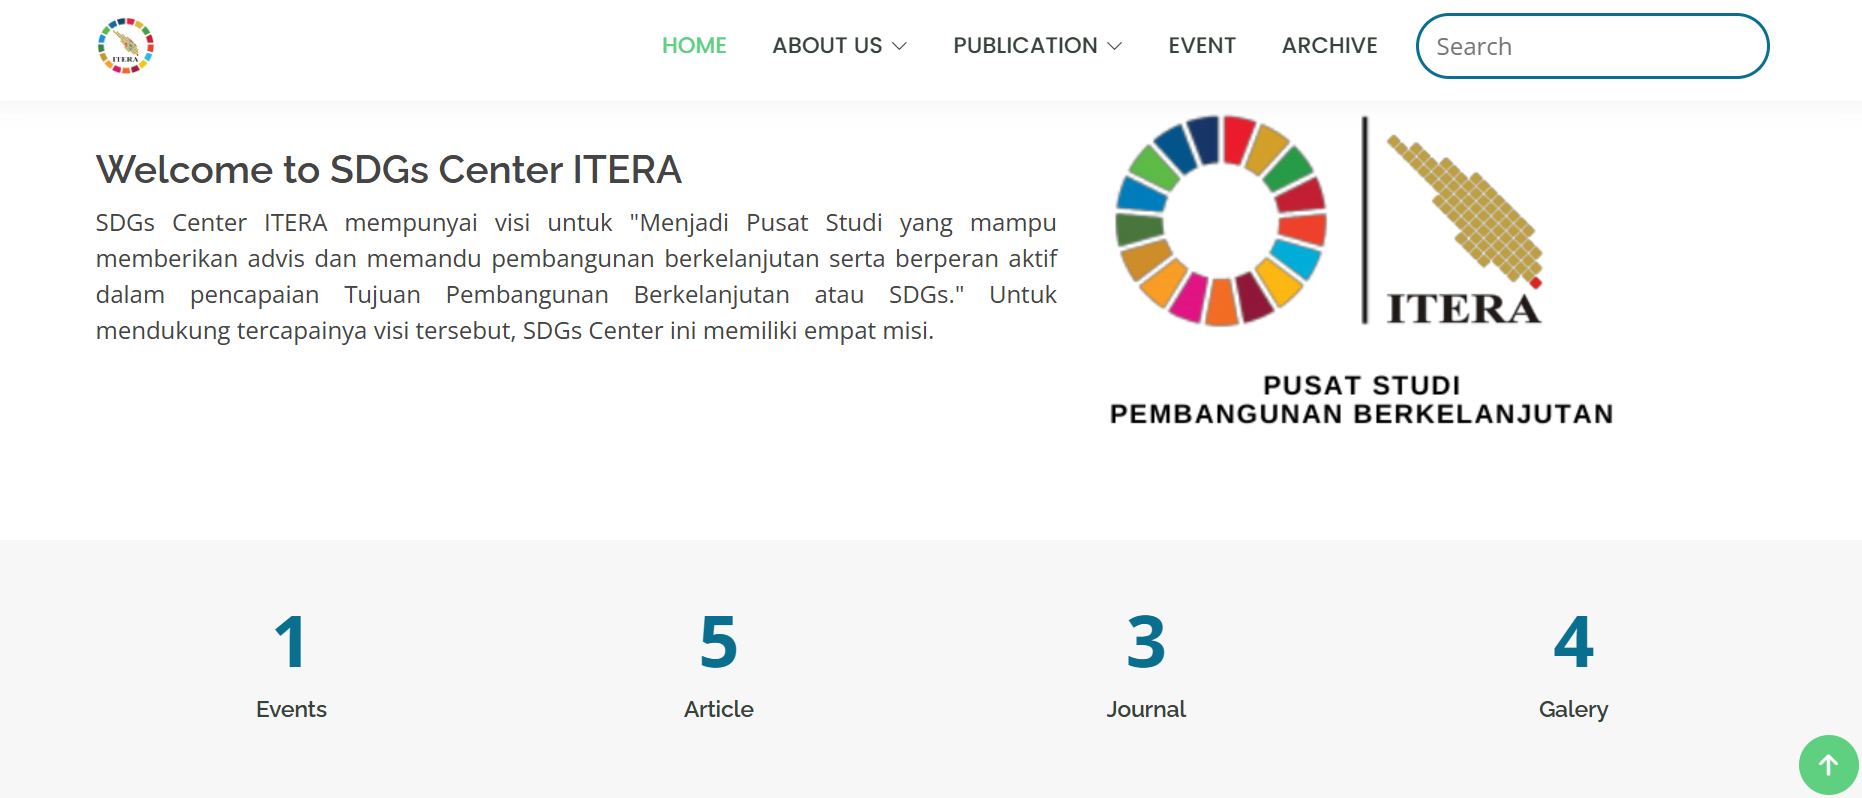 ITERA
HOME
ABOUT US
PUBLICATION
EVENT
ARCHIVE
Search
Welcome to SDGs Center ITERA
SDGs Center ITERA mempunyai visi untuk "Menjadi Pusat Studi yang mampu
memberikan advis dan memandu pembangunan berkelanjutan serta berperan aktif
dalam pencapaian Tujuan Pembangunan Berkelanjutan atau SDGs." Untuk
mendukung tercapainya visi tersebut, SDGs Center ini memiliki empat misi.
ITERA
PUSAT STUDI
PEMBANGUNAN BERKELANJUTAN
1
Events
5
Article
3
Journal
4
Galery